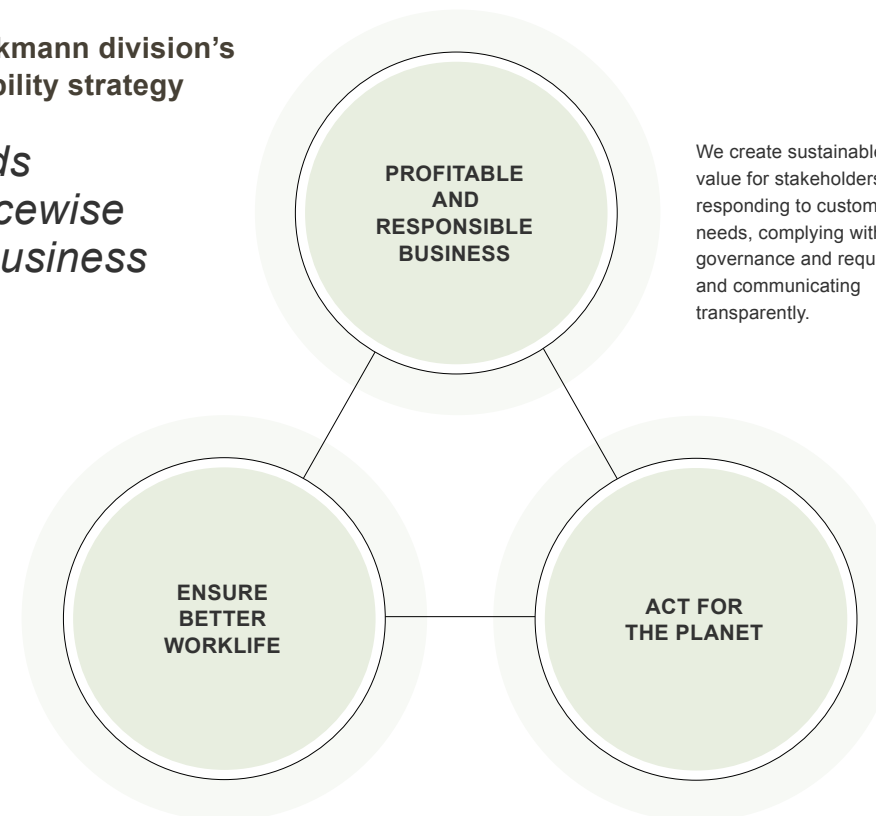 kmann division's
bility strategy
ds
cewise
usiness
PROFITABLE
AND
RESPONSIBLE
BUSINESS
We create sustainable
value for stakeholders
responding to custom
needs, complying with
governance and requ
and communicating
transparently.
ENSURE
BETTER
WORKLIFE
ACT FOR
THE PLANET